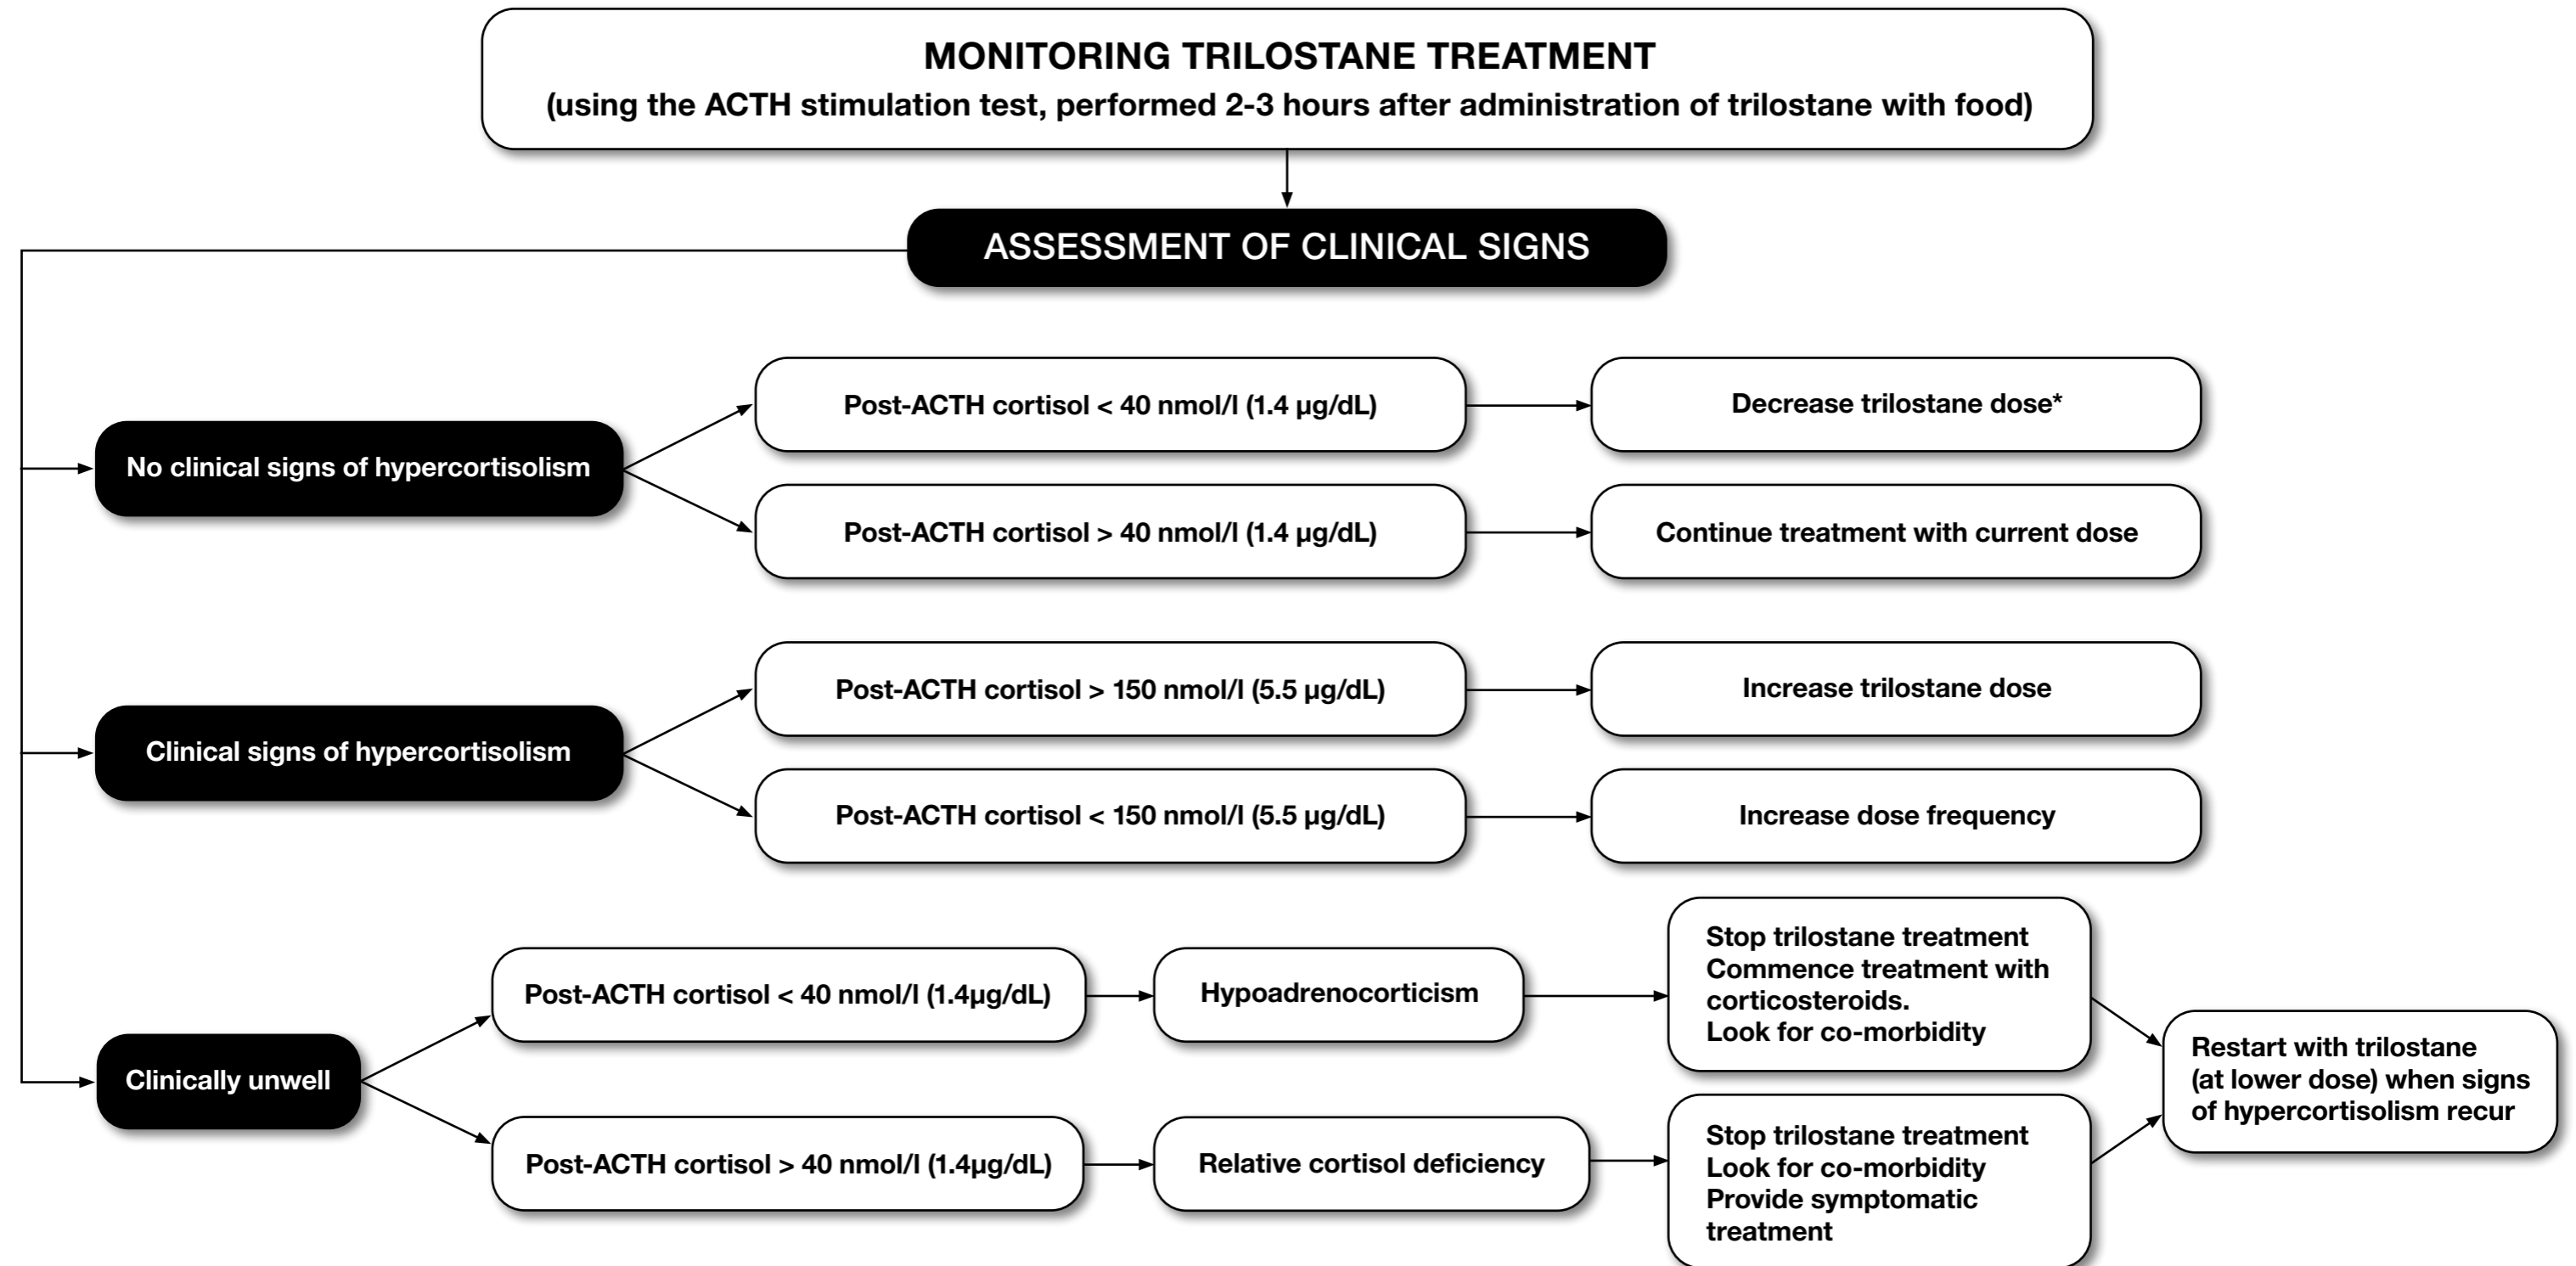 MONITORING TRILOSTANE TREATMENT
(using the ACTH stimulation test, performed 2-3 hours after administration of trilostane with food)
ASSESSMENT OF CLINICAL SIGNS
No clinical signs of hypercortisolism
Post-ACTH cortisol < 40 nmol/l (1.4 µg/dL)
Decrease trilostane dose*
Post-ACTH cortisol > 40 nmol/l (1.4 µg/dL)
Continue treatment with current dose
Clinical signs of hypercortisolism
Post-ACTH cortisol > 150 nmol/l (5.5 µg/dL)
Increase trilostane dose
Post-ACTH cortisol < 150 nmol/l (5.5 µg/dL)
Increase dose frequency
Clinically unwell
Post-ACTH cortisol < 40 nmol/l (1.4µg/dL)
Hypoadrenocorticism
Stop trilostane treatment
Commence treatment with
corticosteroids.
Look for co-morbidity
Post-ACTH cortisol > 40 nmol/l (1.4µg/dL)
Relative cortisol deficiency
Stop trilostane treatment
Look for co-morbidity
Provide symptomatic
treatment
Restart with trilostane
(at lower dose) when signs
of hypercortisolism recur